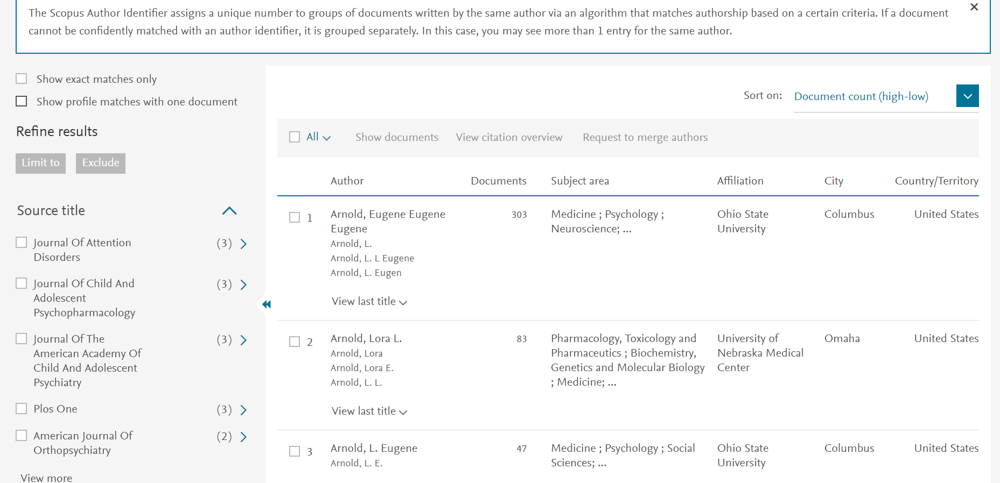 The Scopus Author Identifier assigns a unique number to groups of documents written by the same author via an algorithm that matches authorship based on a certain criteria. If a document
cannot be confidently matched with an author identifier, it is grouped separately. In this case, you may see more than 1 entry for the same author.
Show exact matches only
Show profile matches with one document
Refine results
Limit to Exclude
Source title
Journal Of Attention
Disorders
(3)
Journal Of Child And
Adolescent
Psychopharmacology
(3)
Journal Of The
American Academy Of
Child And Adolescent
Psychiatry
(3)
Plos One
(3)
American Journal Of
Orthopsychiatry
(2)
View more
Sort on: Document count (high-low)
All Show documents View citation overview Request to merge authors
Author Documents Subject area Affiliation City Country/Territory
1
Arnold, Eugene Eugene
Eugene
Arnold, L.
Arnold, L. L Eugene
Arnold, L. Eugen
303
Medicine ; Psychology ;
Neuroscience; ...
Ohio State
University
Columbus
United States
View last title
2
Arnold, Lora L.
Arnold, Lora
Arnold, Lora E.
Arnold, L. L.
83
Pharmacology, Toxicology and
Pharmaceutics ; Biochemistry,
Genetics and Molecular Biology
; Medicine; ...
University of
Nebraska Medical
Center
Omaha
United States
View last title
3
Arnold, L. Eugene
Arnold, L. E.
47
Medicine ; Psychology ; Social
Sciences; ...
Ohio State
University
Columbus
United States